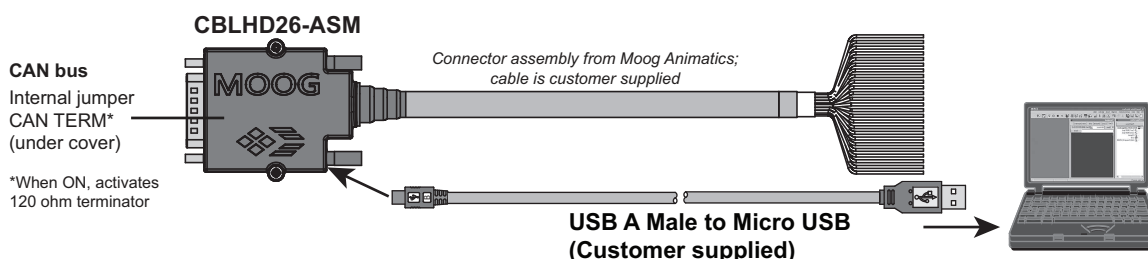 CBLHD26-ASM
CAN bus
Internal jumper
CAN TERM*
(under cover)
*When ON, activates
120 ohm terminator
MOOG
Connector assembly from Moog Animatics;
cable is customer supplied
USB A Male to Micro USB
(Customer supplied)